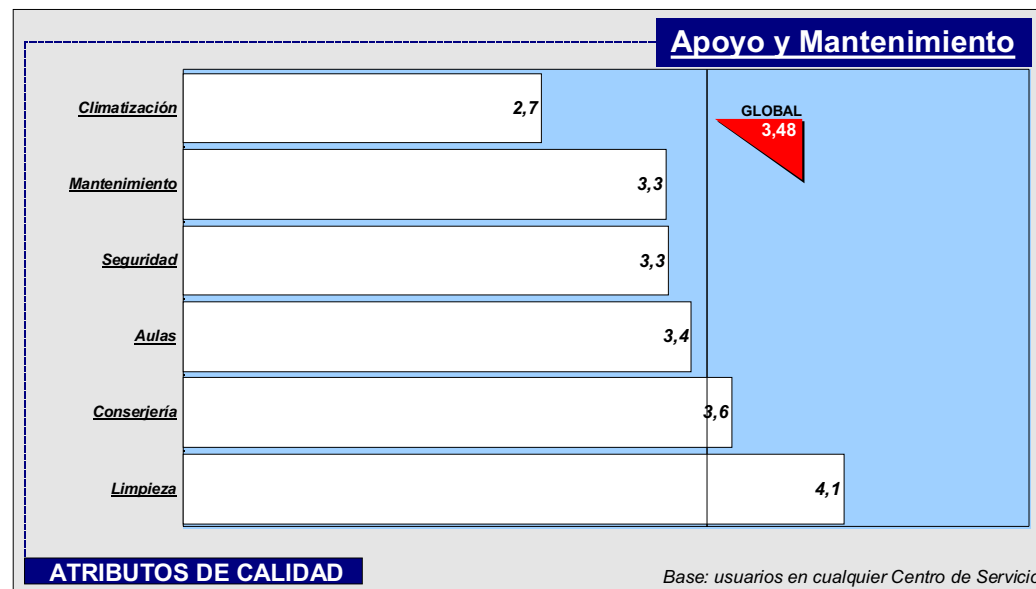 Apoyo y Mantenimiento
Climatización
2,7
GLOBAL
3,48
Mantenimiento
3,3
Seguridad
3,3
Aulas
3,4
Conserjería
3,6
Limpieza
4,1
ATRIBUTOS DE CALIDAD
Base: usuarios en cualquier Centro de Servicio